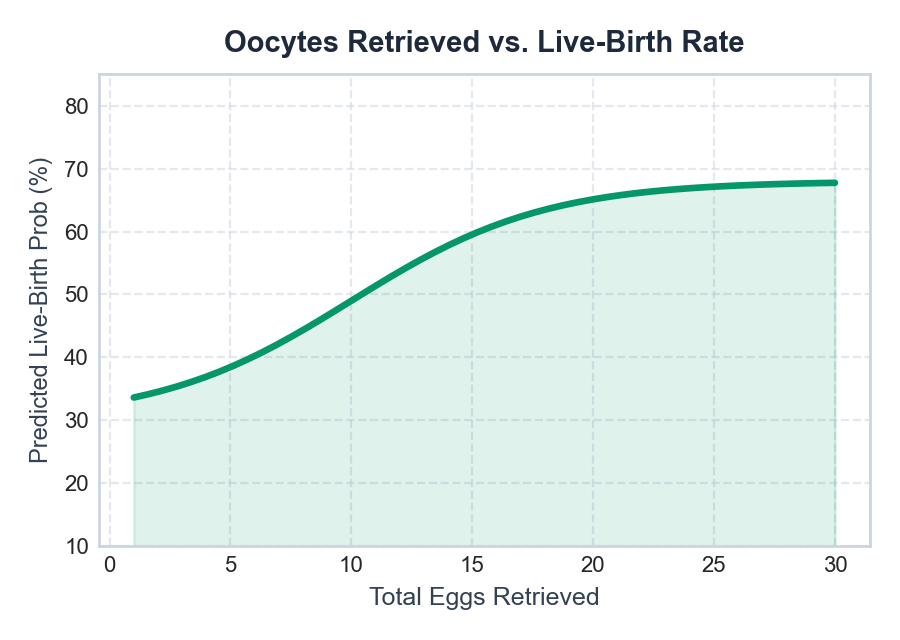 Oocytes Retrieved vs. Live-Birth Rate
Predicted Live-Birth Prob (%)
80
70
60
50
40
30
20
10
0 5 10 15 20 25 30
Total Eggs Retrieved